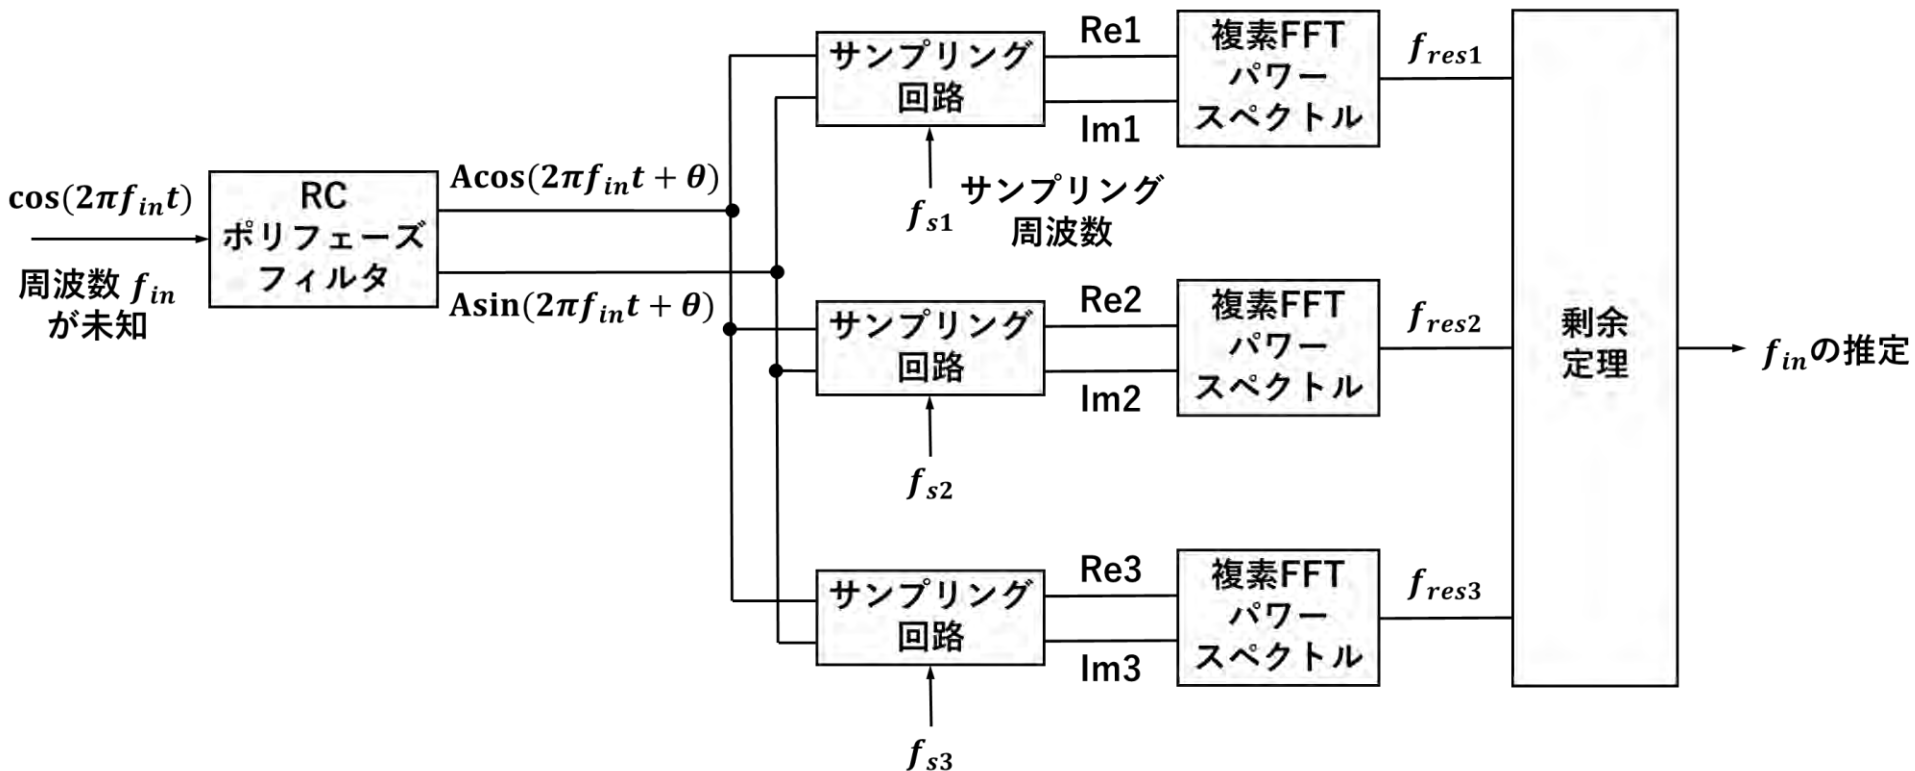 cos(2πf_in t)
周波数 f_in
が未知
RC
ポリフェーズ
フィルタ
Acos(2πf_in t + θ)
Asin(2πf_in t + θ)
サンプリング
回路
f_s1
サンプリング
周波数
Re1
Im1
複素FFT
パワー
スペクトル
f_res1
サンプリング
回路
f_s2
Re2
Im2
複素FFT
パワー
スペクトル
f_res2
サンプリング
回路
f_s3
Re3
Im3
複素FFT
パワー
スペクトル
f_res3
剰余
定理
f_inの推定